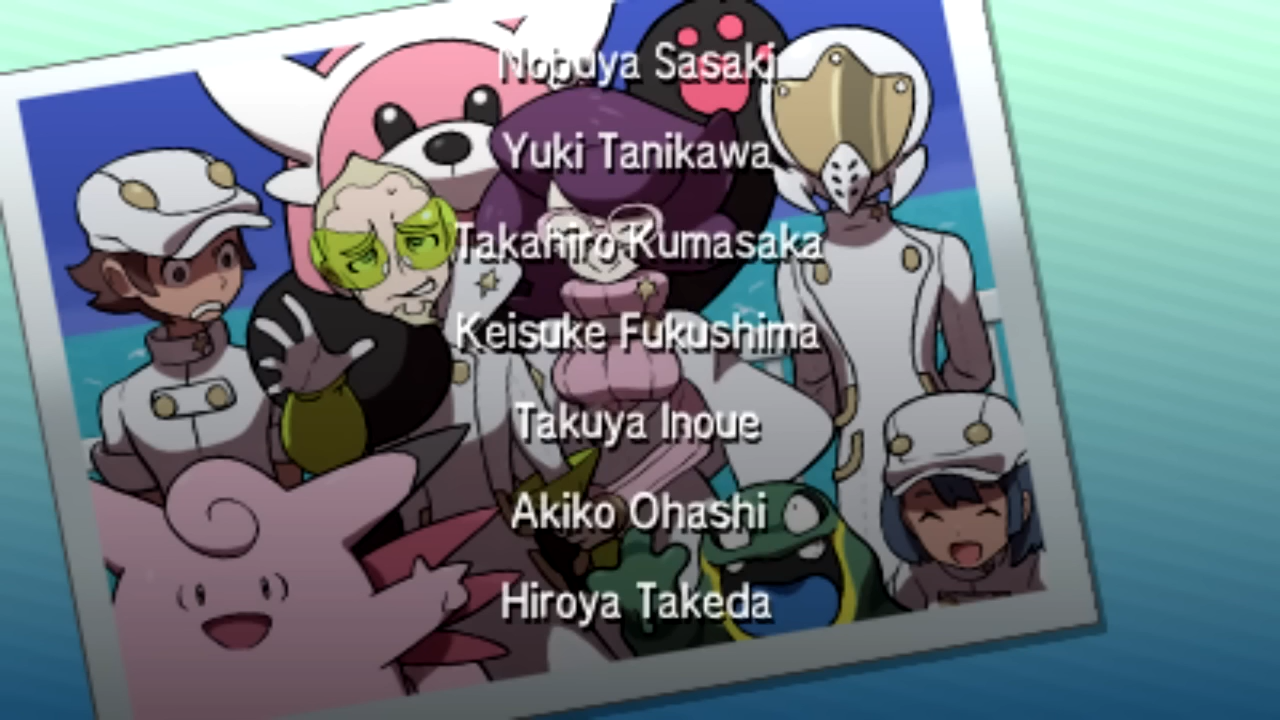 Nobuya Sasaki
Yuki Tanikawa
Takahiro Kumasaka
Keisuke Fukushima
Takuya Inoue
Akiko Ohashi
Hiroya Takeda